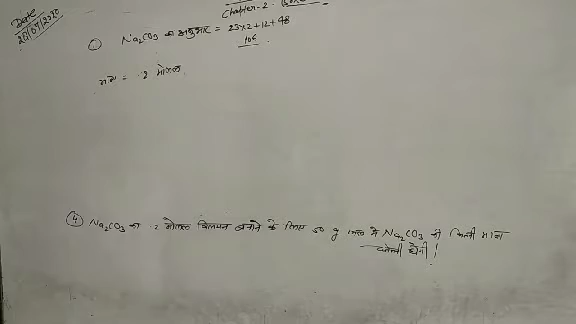 Date
20/07/2020
Chapter-2
① Na₂CO₃ का अणुभार = 23×2+12+48
106
= .2 मोलल
④ Na₂CO₃ का .2 मोलल विलयन बनाने के लिए 50 g जल में Na₂CO₃ की कितनी मात्रा
घोलनी होगी!